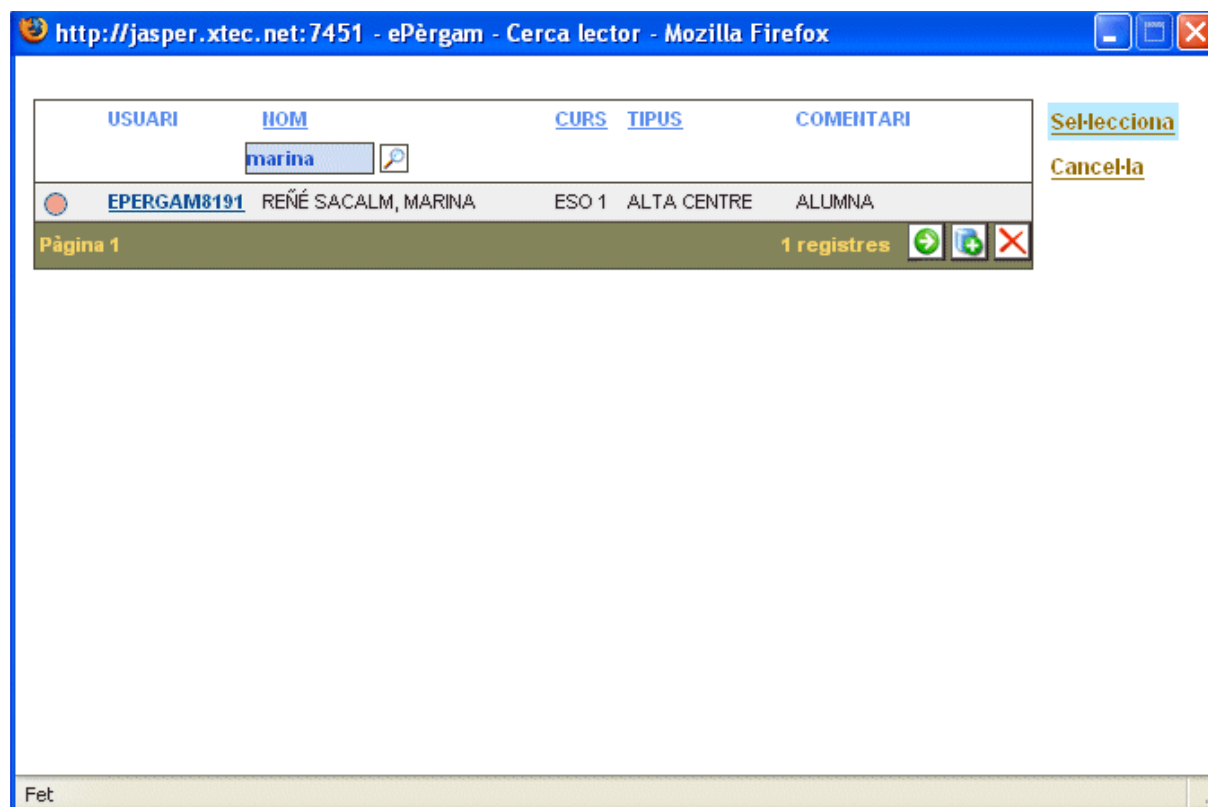 http://jasper.xtec.net:7451 - ePèrgam - Cerca lector - Mozilla Firefox
USUARI NOM CURS TIPUS COMENTARI
marina
EPERGAM8191 REÑÉ SACALM, MARINA ESO 1 ALTA CENTRE ALUMNA
Pàgina 1 1 registres
Sel·lecciona
Cancel·la
Fet